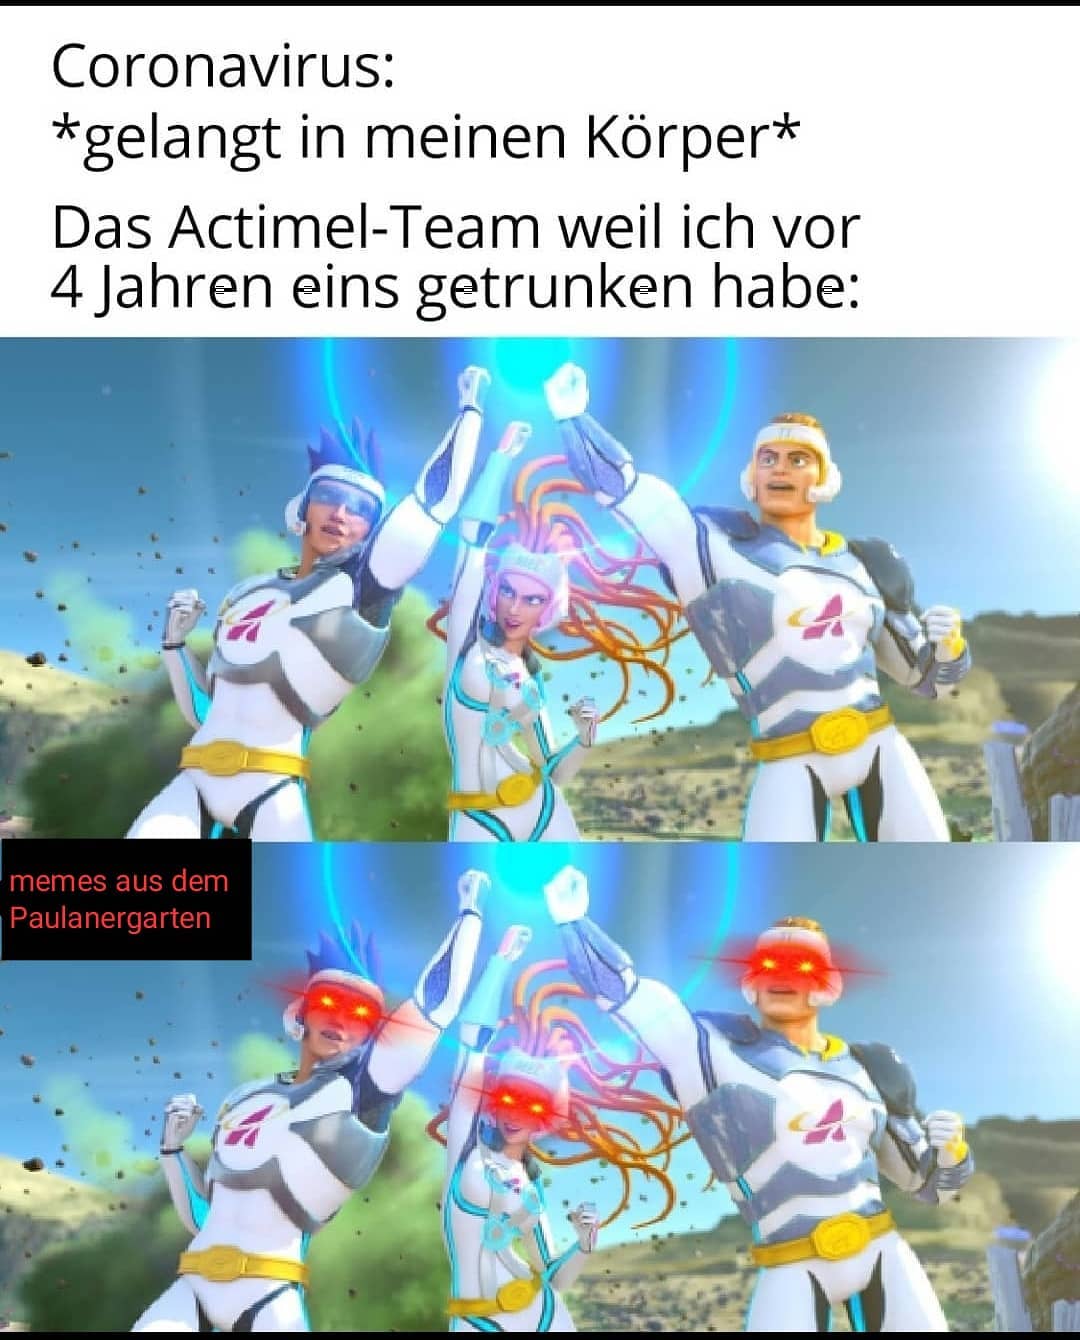 Coronavirus:
*gelangt in meinen Körper*
Das Actimel-Team weil ich vor
4 Jahren eins getrunken habe:
memes aus dem
Paulanergarten